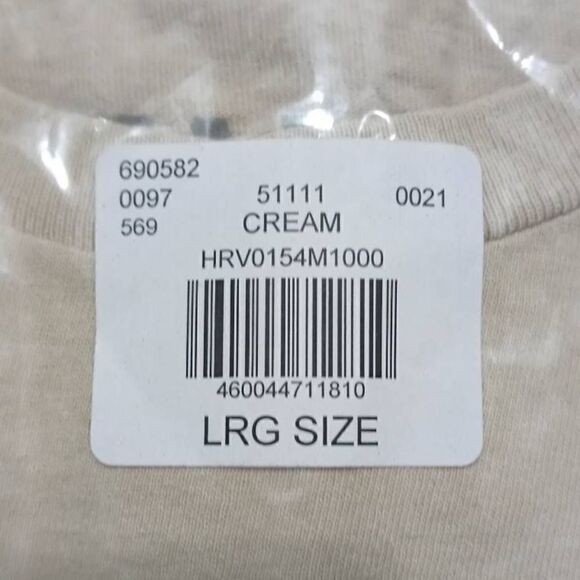 690582
0097 51111 0021
569 CREAM
HRV0154M1000
460044711810
LRG SIZE